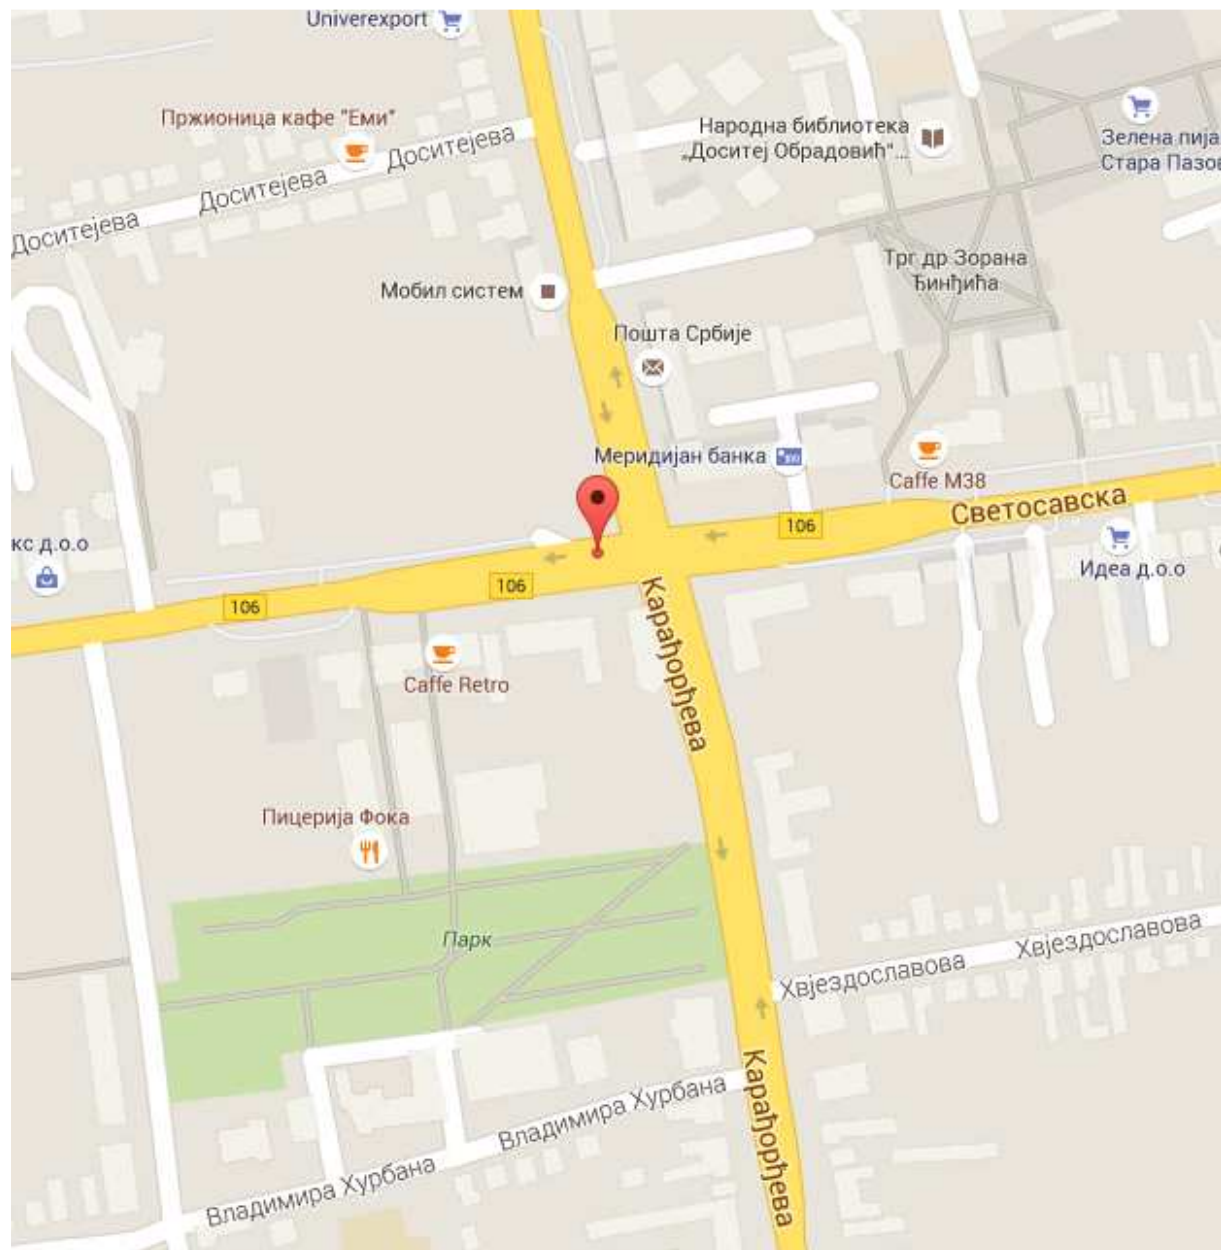 Univerexport
Пржионица кафе "Еми"
Доситејева
Доситејева
Доситејева
Народна библиотека
„Доситеј Обрадовић"...
Зелена пија
Стара Пазов
Трг др Зорана
Ђинђића
Мобил систем
Пошта Србије
Меридијан банка
Caffe M38
Светосавска
106
кс д.о.о
Идеа д.о.о
106
106
Карађорђева
Caffe Retro
Пицерија Фока
Парк
Хвјездославова
Хвјездославова
Карађорђева
Владимира Хурбана
Владимира Хурбана